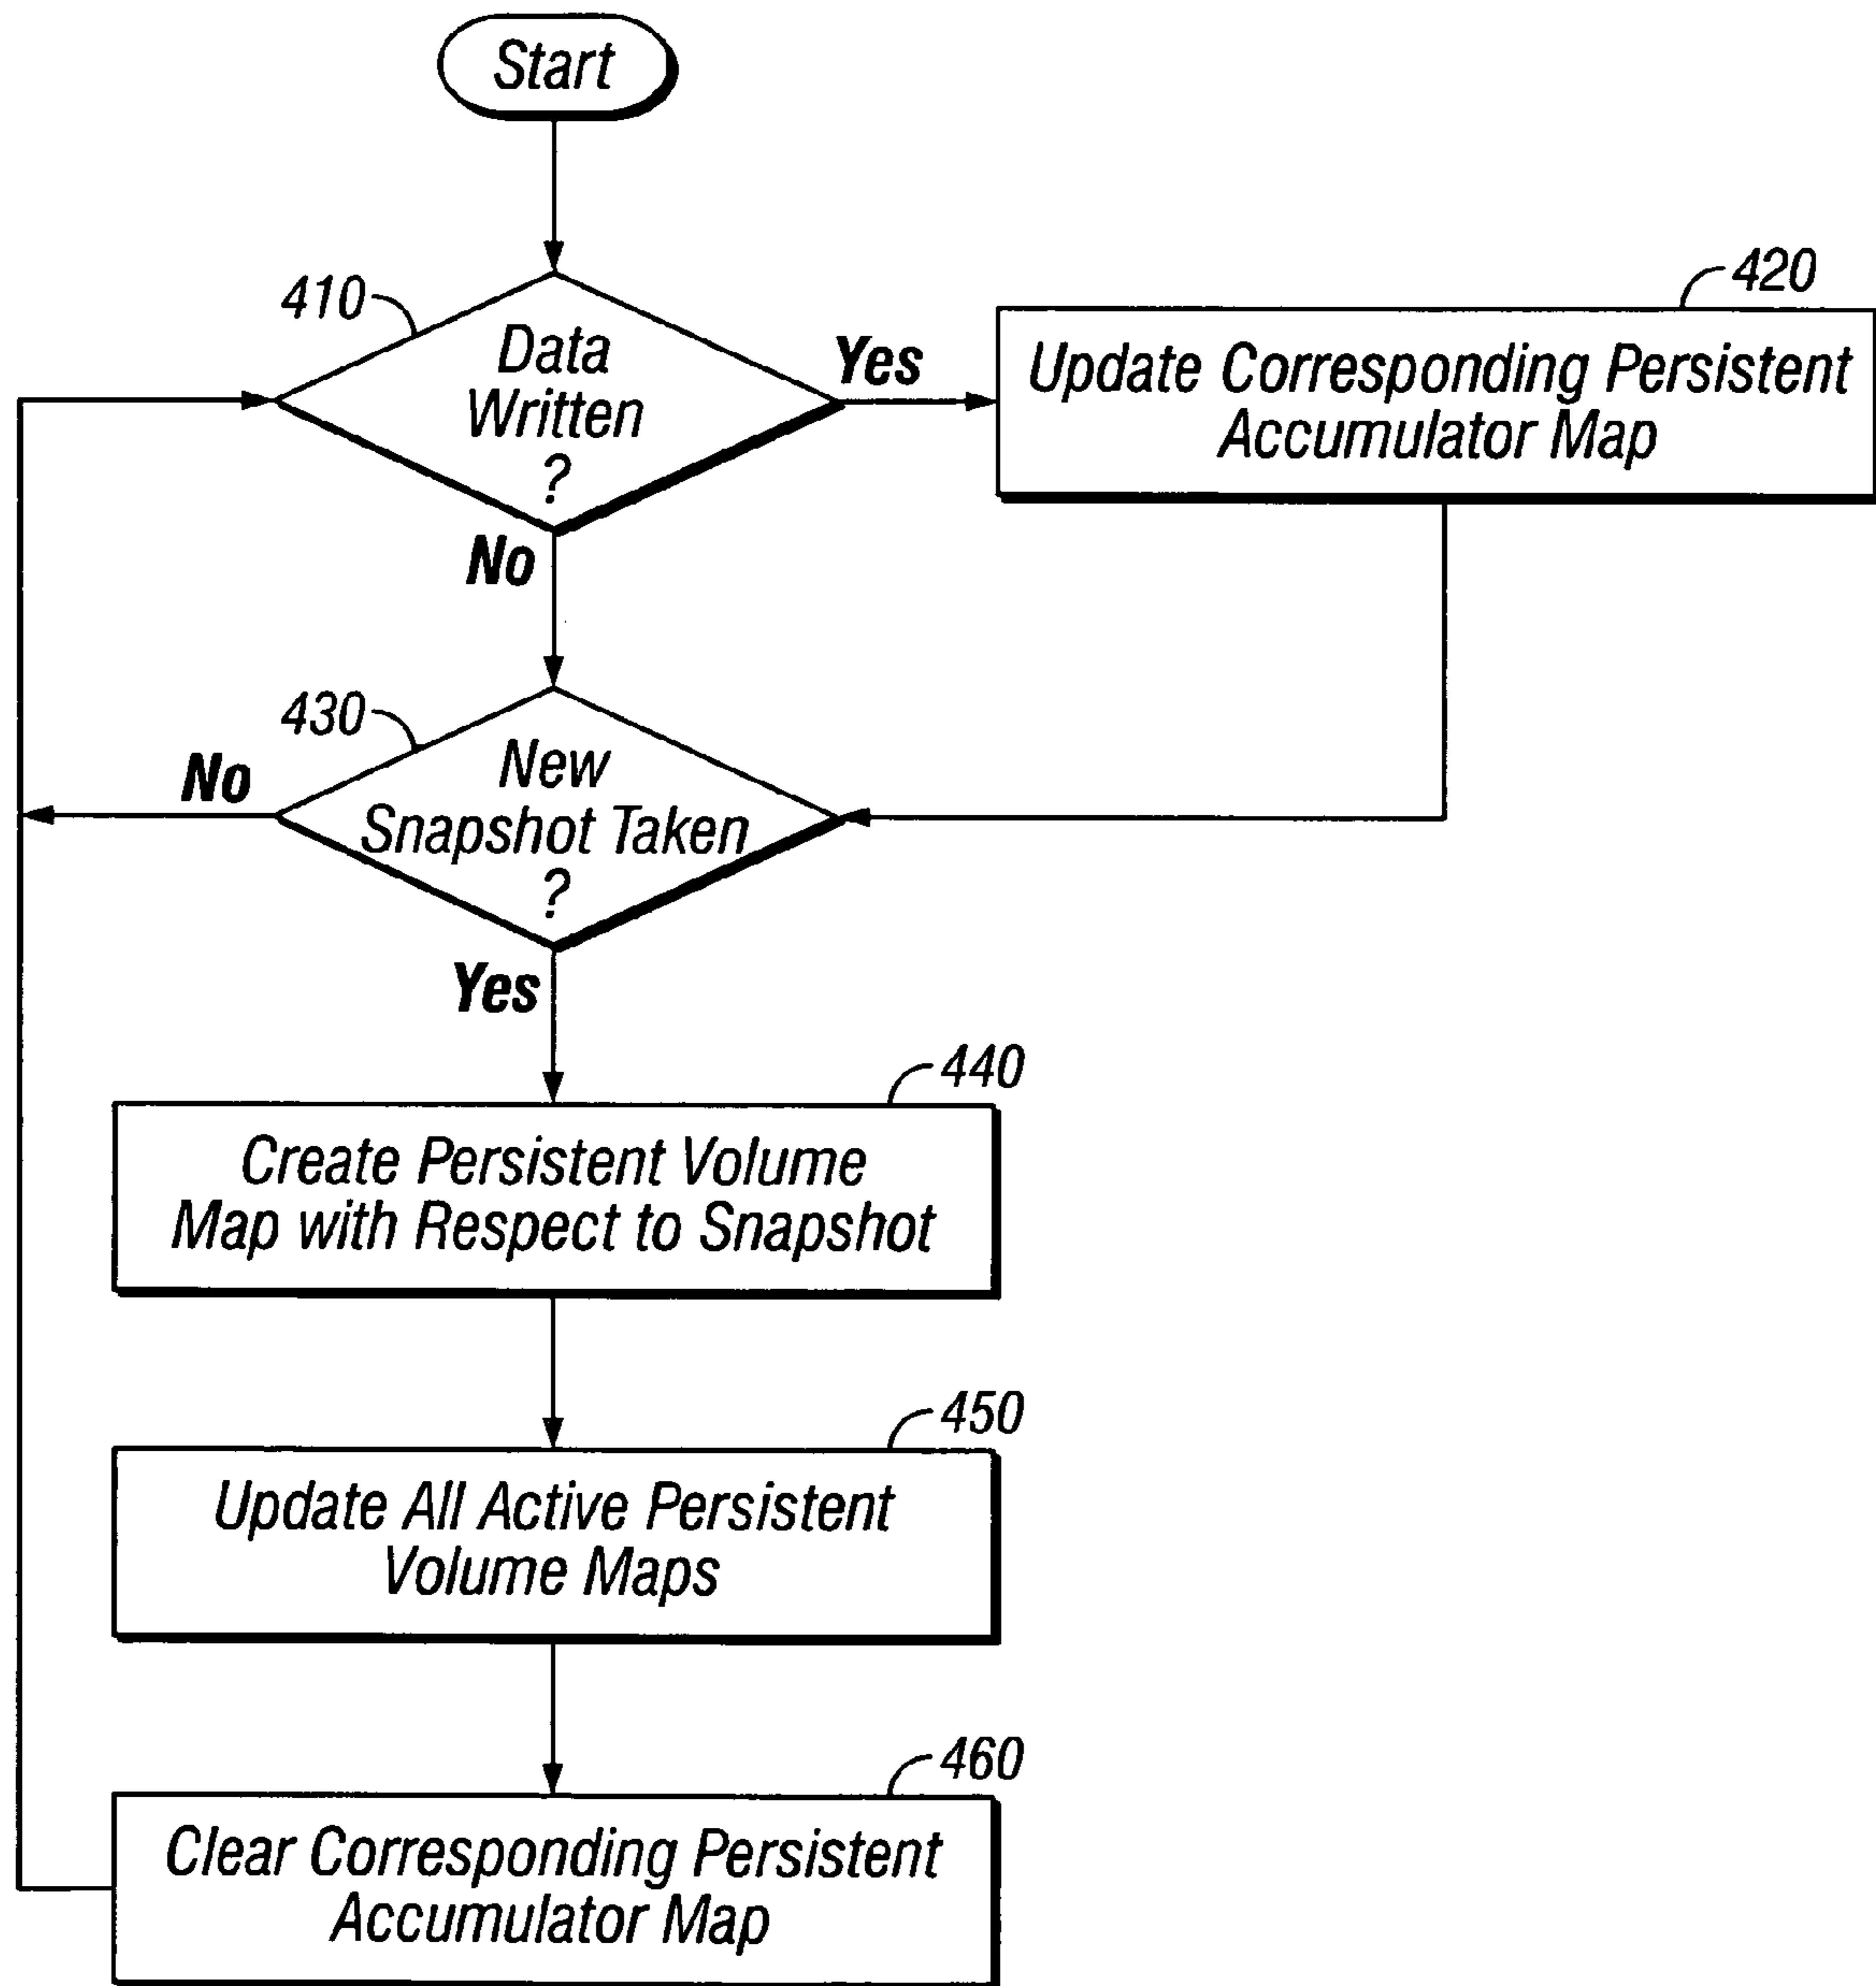 Start
410
Data
Written
?
Yes
420
Update Corresponding Persistent
Accumulator Map
No
430
New
Snapshot Taken
?
No
Yes
440
Create Persistent Volume
Map with Respect to Snapshot
450
Update All Active Persistent
Volume Maps
460
Clear Corresponding Persistent
Accumulator Map